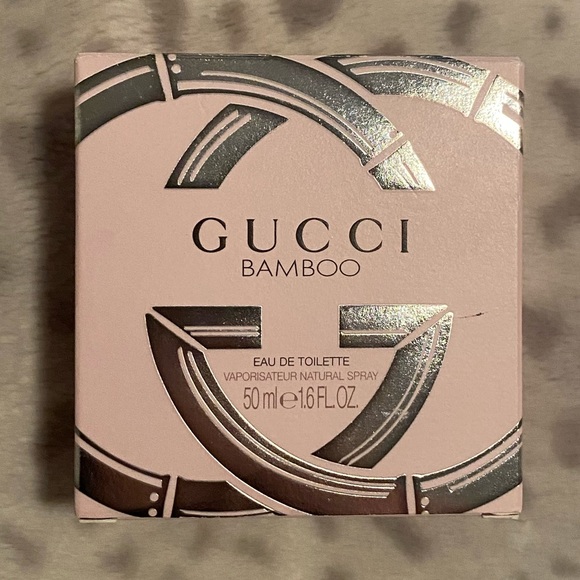 GUCCI
BAMBOO
EAU DE TOILETTE
VAPORISATEUR NATURAL SPRAY
50 ml e 1.6 FL.OZ.